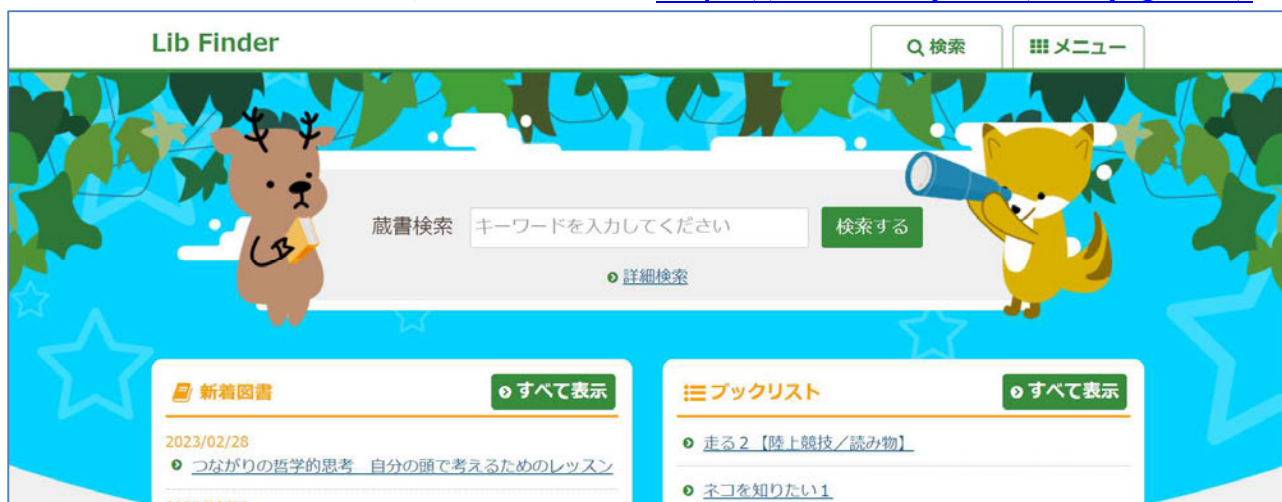 Lib Finder
検索
メニュー
蔵書検索 キーワードを入力してください 検索する
詳細検索
新着図書 すべて表示
2023/02/28
つながりの哲学的思考 自分の頭で考えるためのレッスン
ブックリスト すべて表示
走る2【陸上競技/読み物】
ネコを知りたい1